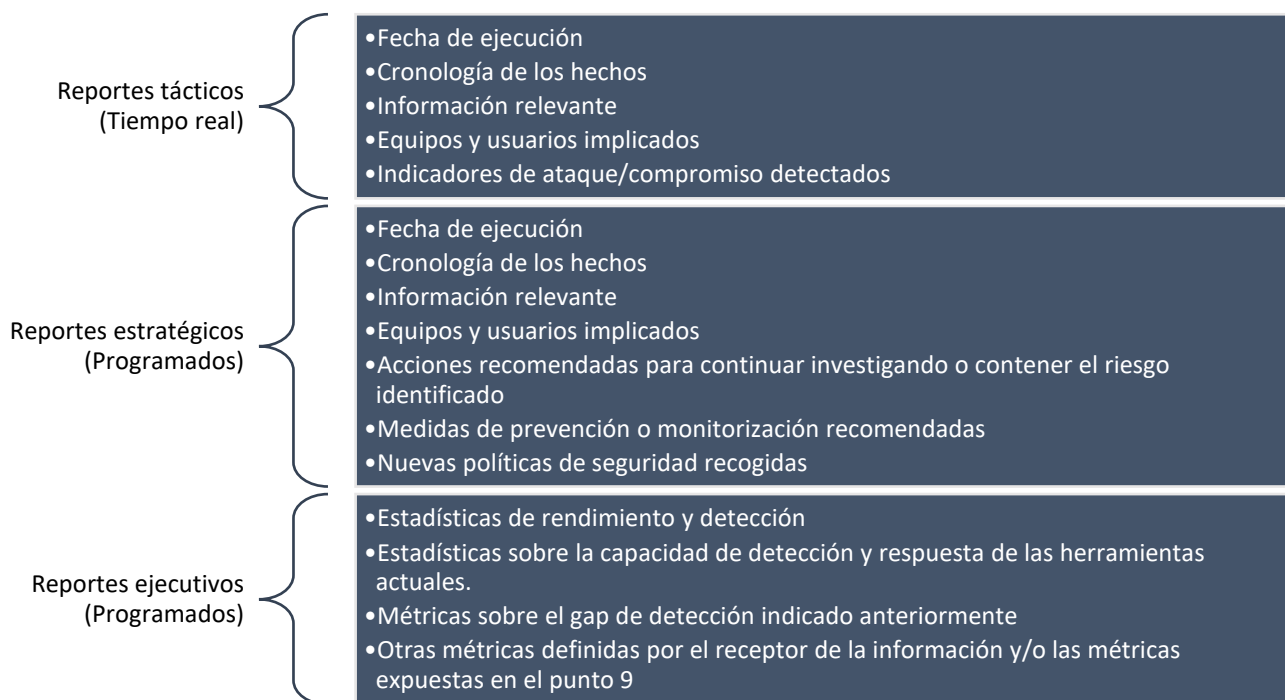 Reportes tácticos
(Tiempo real)
•Fecha de ejecución
•Cronología de los hechos
•Información relevante
•Equipos y usuarios implicados
•Indicadores de ataque/compromiso detectados
Reportes estratégicos
(Programados)
•Fecha de ejecución
•Cronología de los hechos
•Información relevante
•Equipos y usuarios implicados
•Acciones recomendadas para continuar investigando o contener el riesgo
identificado
•Medidas de prevención o monitorización recomendadas
•Nuevas políticas de seguridad recogidas
Reportes ejecutivos
(Programados)
•Estadísticas de rendimiento y detección
•Estadísticas sobre la capacidad de detección y respuesta de las herramientas
actuales.
•Métricas sobre el gap de detección indicado anteriormente
•Otras métricas definidas por el receptor de la información y/o las métricas
expuestas en el punto 9